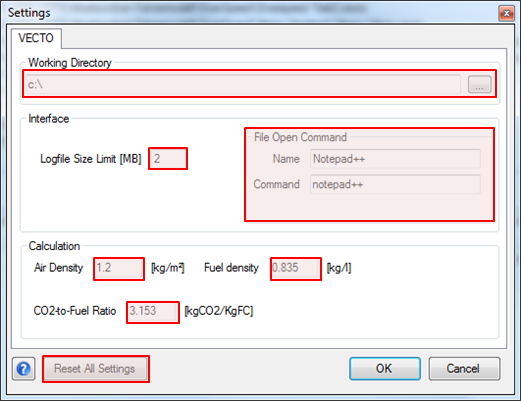 Settings
VECTO
Working Directory
c:\
...
Interface
Logfile Size Limit [MB] 2
File Open Command
Name Notepad++
Command notepad++
Calculation
Air Density 1.2 [kg/m³] Fuel density 0.835 [kg/l]
CO2-to-Fuel Ratio 3.153 [kgCO2/KgFC]
? Reset All Settings OK Cancel